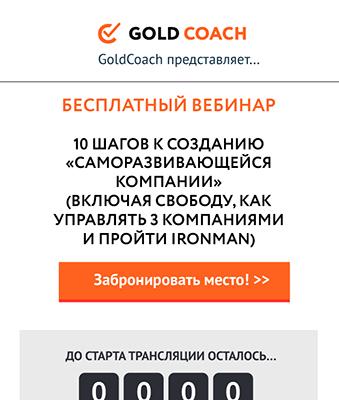 GOLD COACH
GoldCoach представляет...
БЕСПЛАТНЫЙ ВЕБИНАР
10 ШАГОВ К СОЗДАНИЮ
«САМОРАЗВИВАЮЩЕЙСЯ
КОМПАНИИ»
(ВКЛЮЧАЯ СВОБОДУ, КАК
УПРАВЛЯТЬ 3 КОМПАНИЯМИ
И ПРОЙТИ IRONMAN)
Забронировать место! >>
ДО СТАРТА ТРАНСЛЯЦИИ ОСТАЛОСЬ...
0 0 0 0